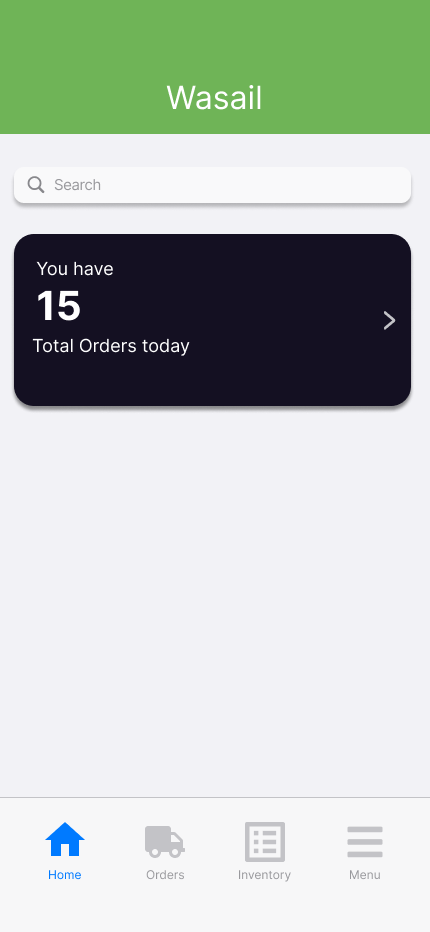 Wasail
Search
You have
15
Total Orders today
Home
Orders
Inventory
Menu